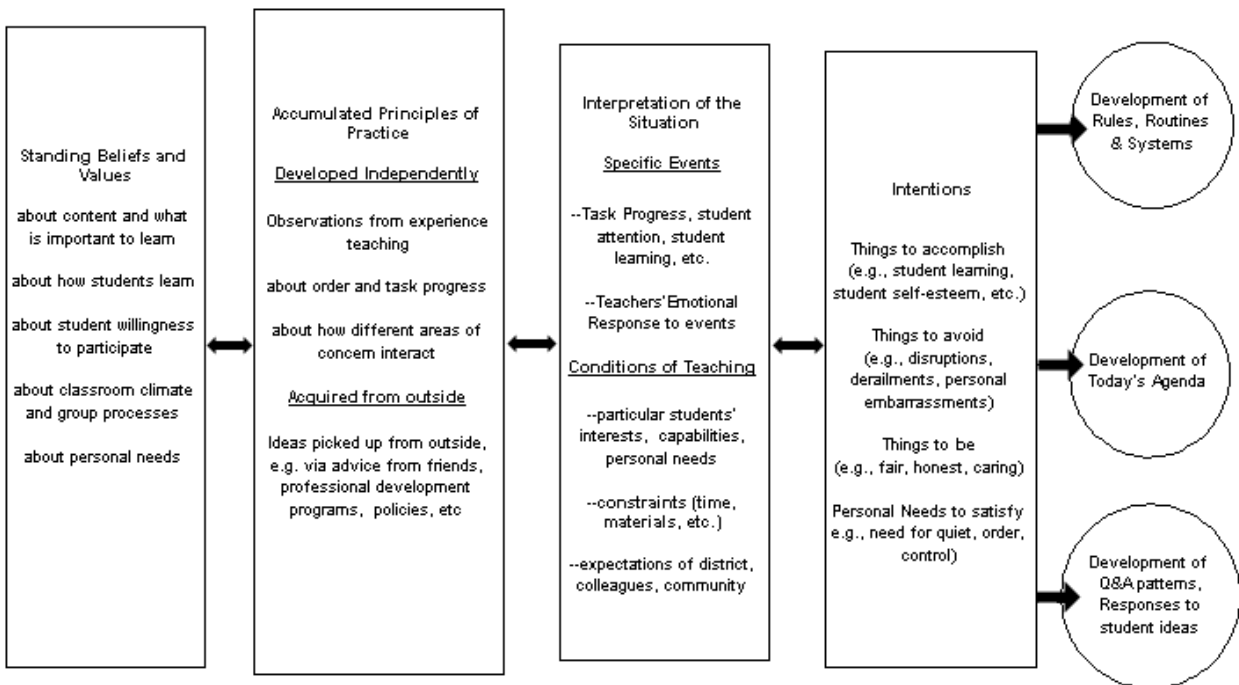 Standing Beliefs and
Values
about content and what
is important to learn
about how students learn
about student willingness
to participate
about classroom climate
and group processes
about personal needs
Accumulated Principles of
Practice
Developed Independently
Observations from experience
teaching
about order and task progress
about how different areas of
concern interact
Acquired from outside
Ideas picked up from outside,
e.g. via advice from friends,
professional development
programs, policies, etc
Interpretation of the
Situation
Specific Events
--Task Progress, student
attention, student
learning, etc.
--Teachers' Emotional
Response to events
Conditions of Teaching
--particular students'
interests, capabilities,
personal needs
--constraints (time,
materials, etc.)
--expectations of district,
colleagues, community
Intentions
Things to accomplish
(e.g., student learning,
student self-esteem, etc.)
Things to avoid
(e.g., disruptions,
derailments, personal
embarrassments)
Things to be
(e.g., fair, honest, caring)
Personal Needs to satisfy
e.g., need for quiet, order,
control)
Development of
Rules, Routines
& Systems
Development of
Today's Agenda
Development of
Q&A patterns,
Responses to
student ideas